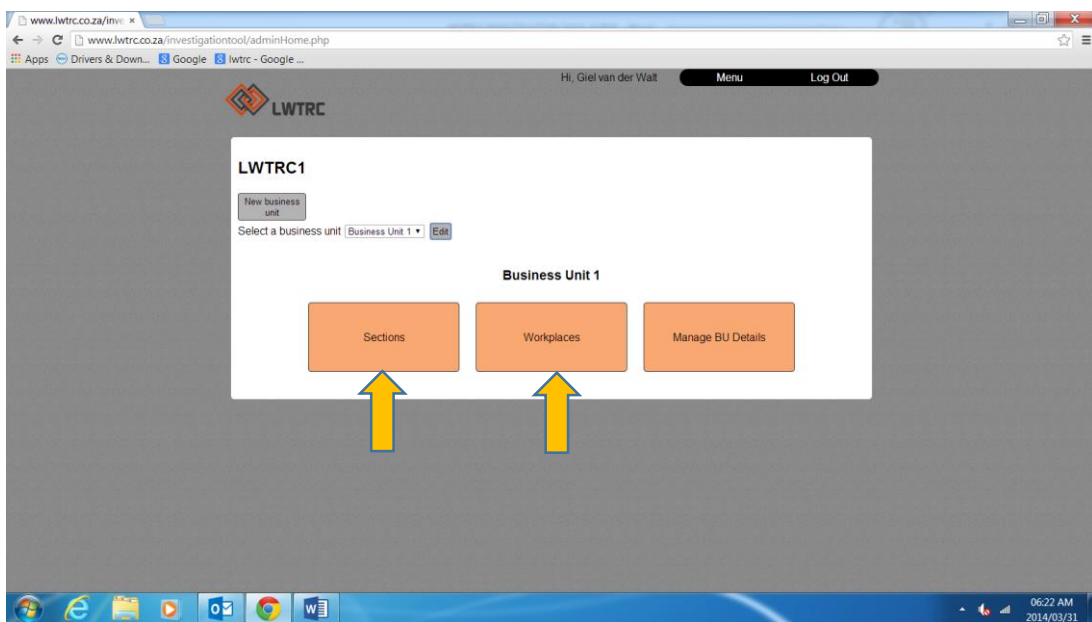 www.lwtrc.co.za/inve
www.lwtrc.co.za/investigationtool/adminHome.php
Apps Drivers & Down... Google lwtrc - Google ...
Hi, Giel van der Walt Menu Log Out
LWTRC
LWTRC1
New business
unit
Select a business unit Business Unit 1 Edit
Business Unit 1
Sections Workplaces Manage BU Details
06:22 AM
2014/03/31